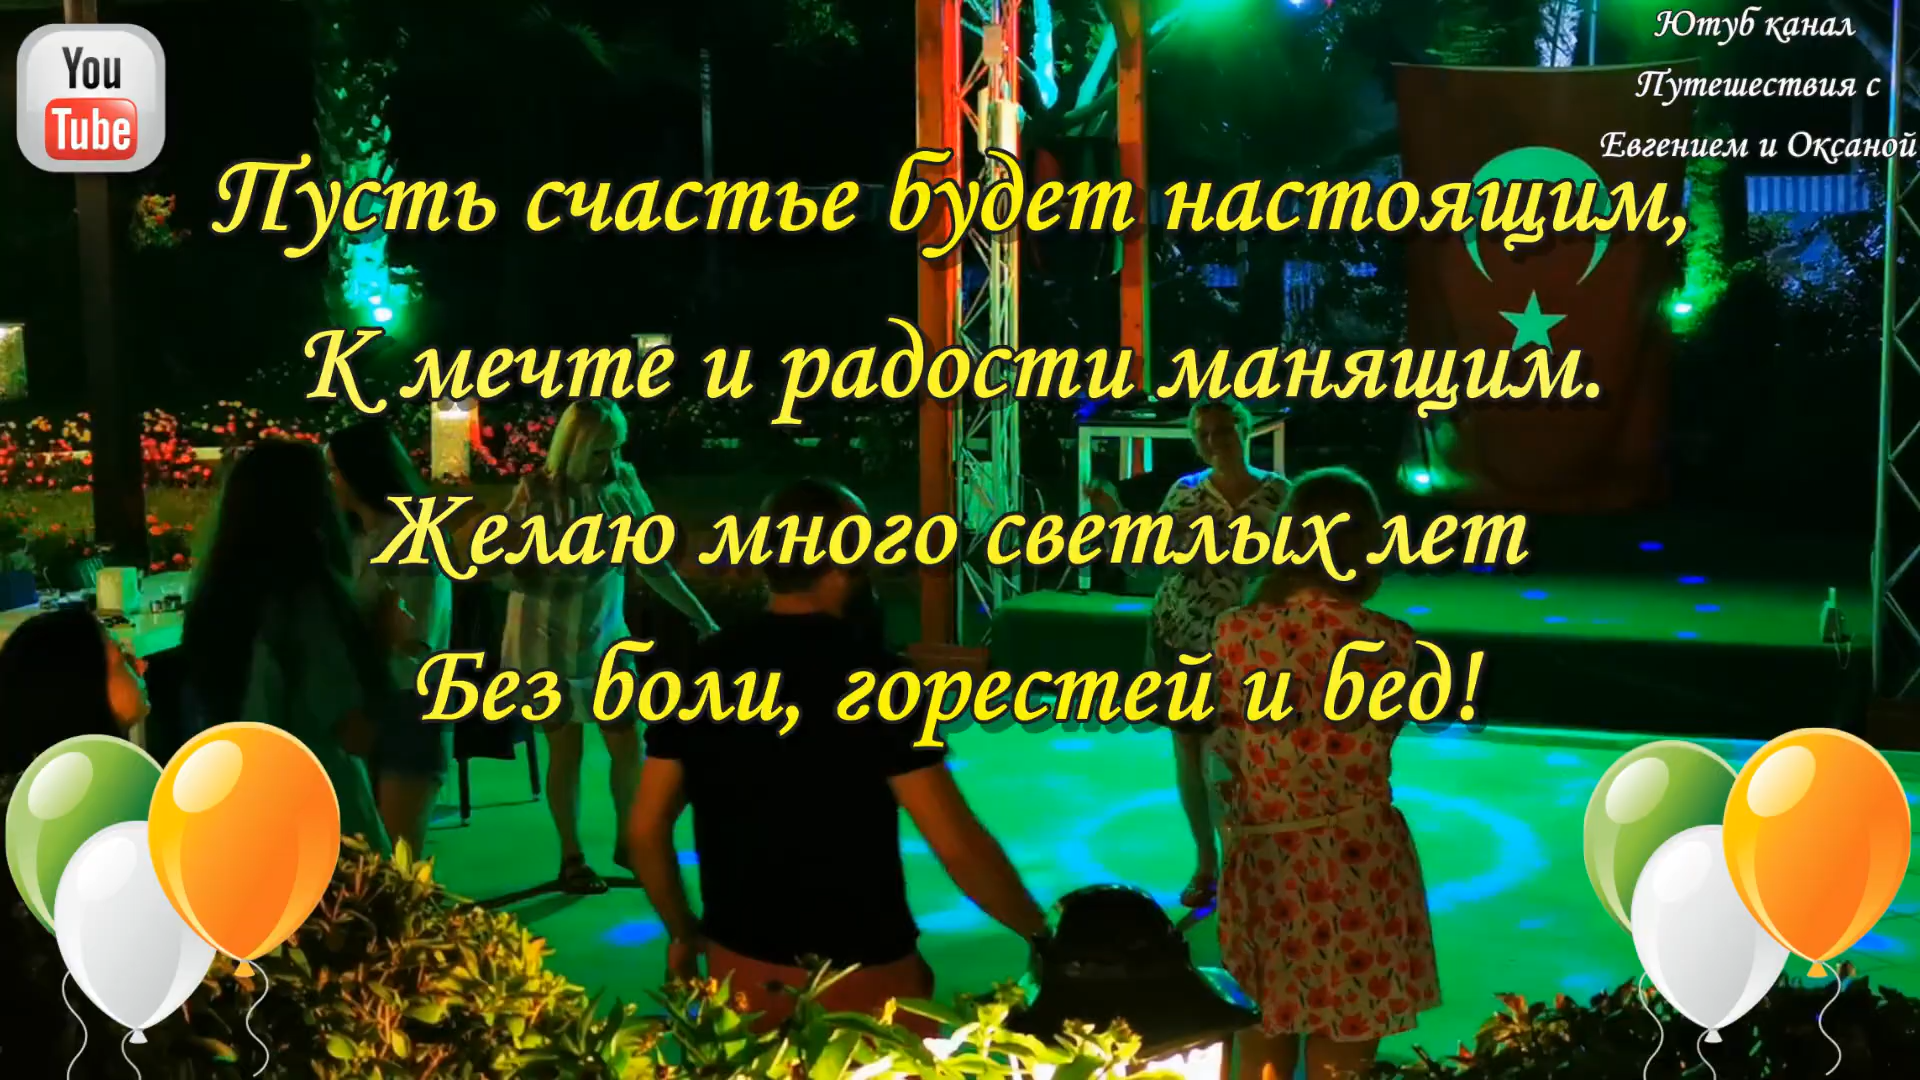 You
Tube
Ютуб канал
Путешествия с
Евгением и Оксаной
Пусть счастье будет настоящим,
К мечте и радости манящим.
Желаю много светлых лет
Без боли, горестей и бед!